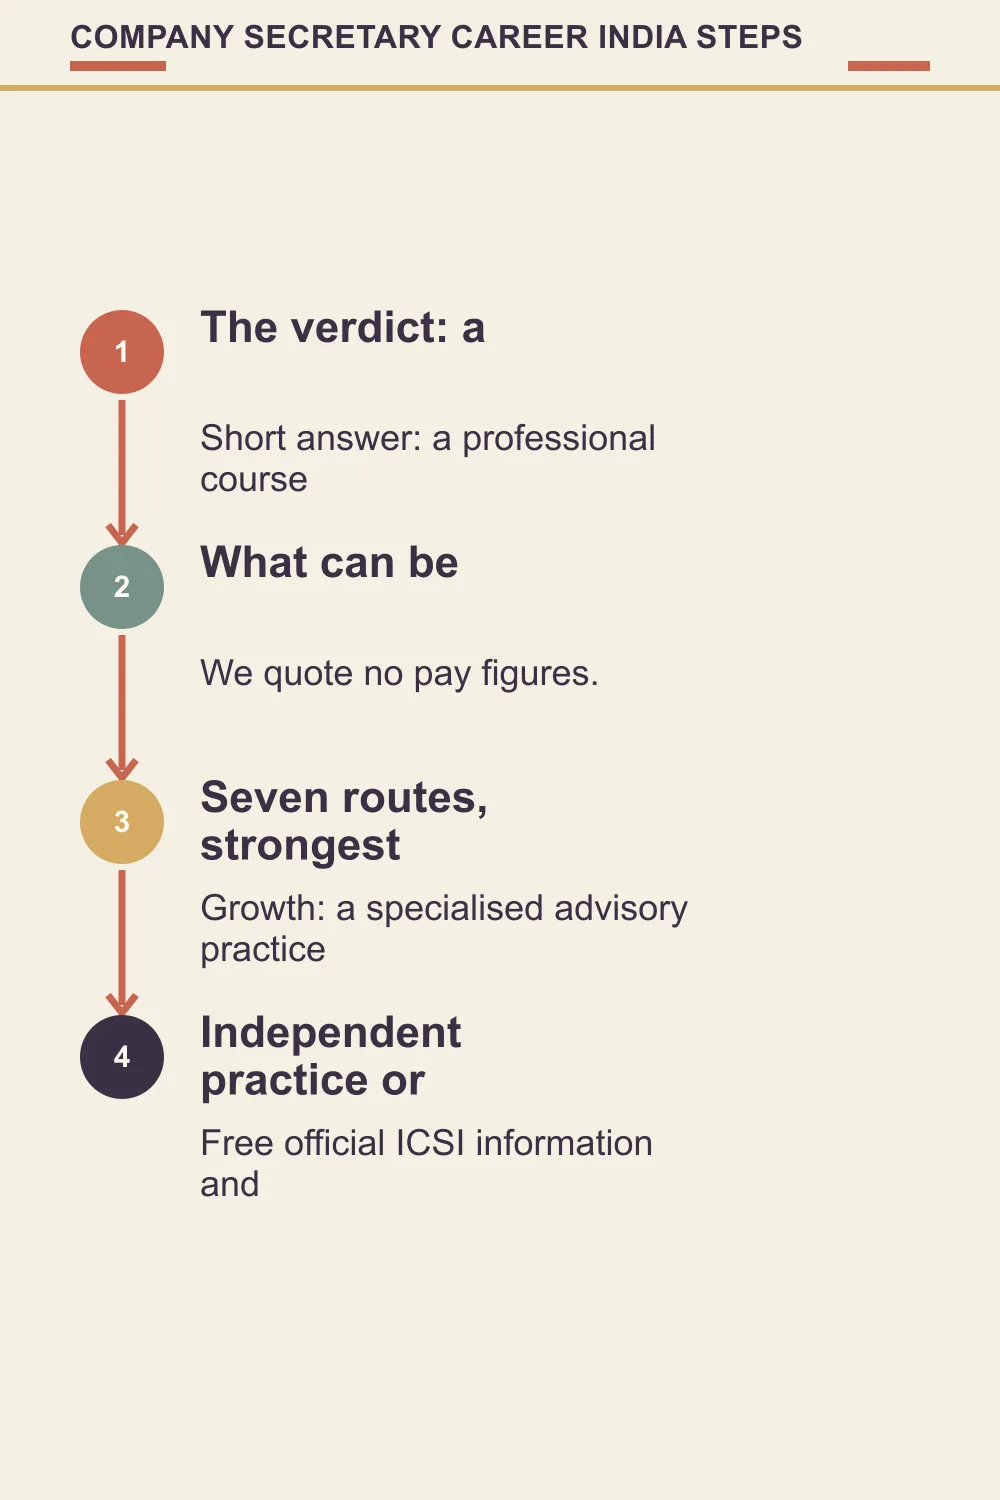 COMPANY SECRETARY CAREER INDIA STEPS
1
The verdict: a
Short answer: a professional
course
2
What can be
We quote no pay figures.
3
Seven routes,
strongest
Growth: a specialised advisory
practice
4
Independent
practice or
Free official ICSI information
and